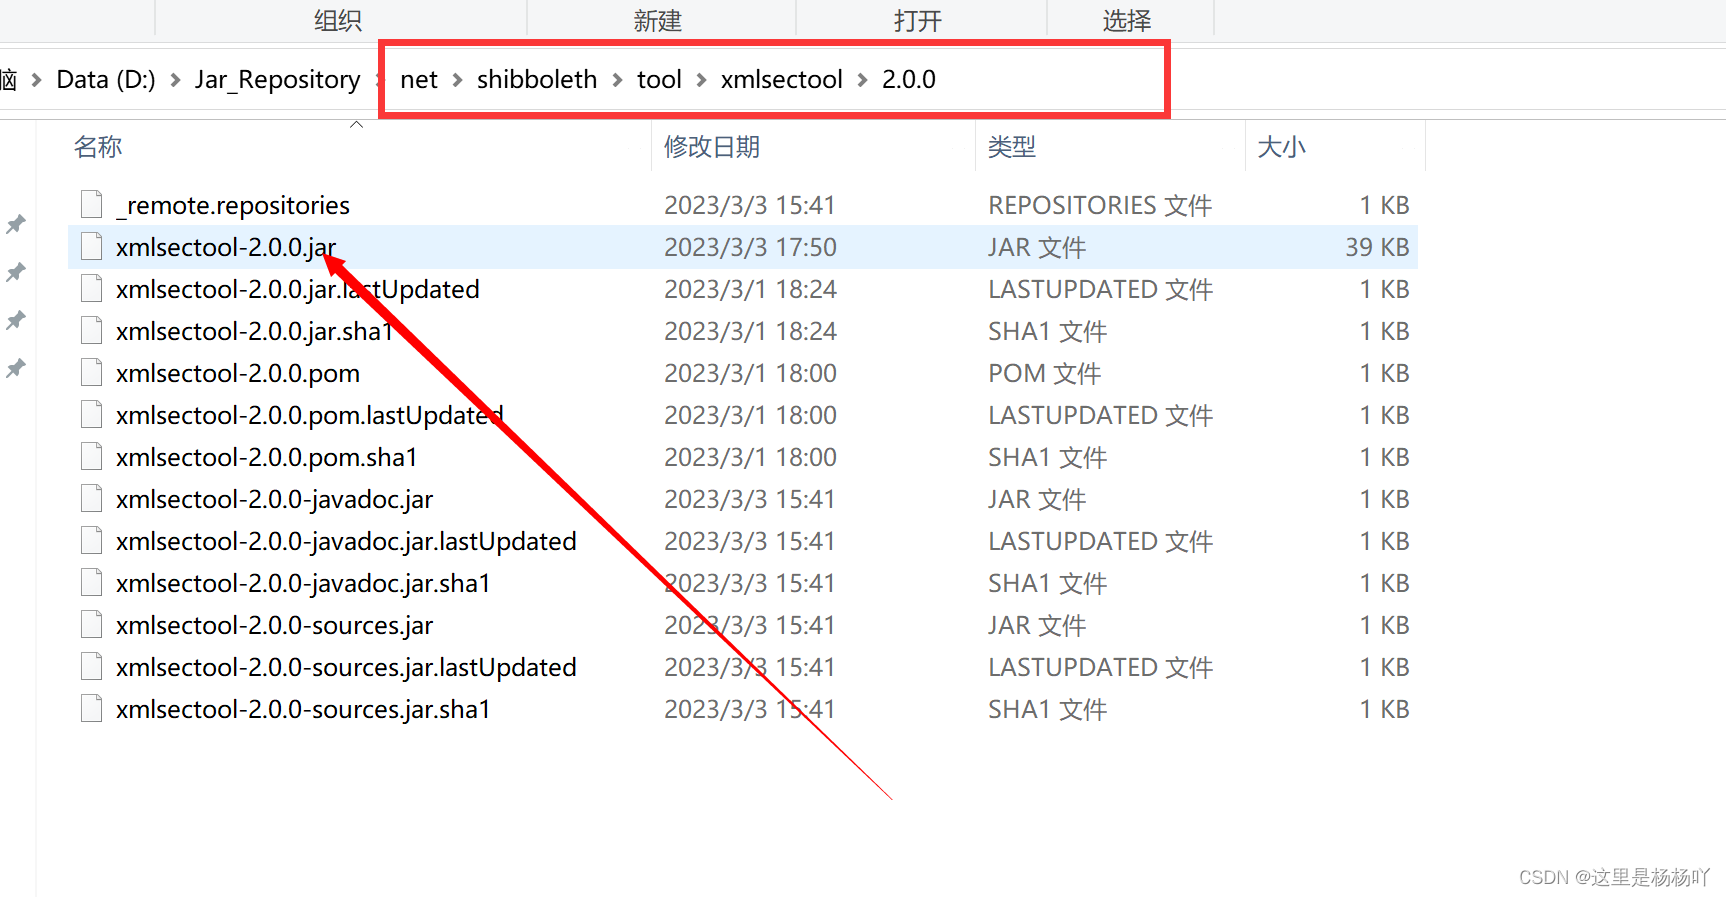 组织 新建 打开 选择
脑 Data (D:) Jar_Repository net shibboleth tool xmlsectool 2.0.0
名称 修改日期 类型 大小
_remote.repositories 2023/3/3 15:41 REPOSITORIES 文件 1 KB
xmlsectool-2.0.0.jar 2023/3/3 17:50 JAR 文件 39 KB
xmlsectool-2.0.0.jar.lastUpdated 2023/3/1 18:24 LASTUPDATED 文件 1 KB
xmlsectool-2.0.0.jar.sha1 2023/3/1 18:24 SHA1 文件 1 KB
xmlsectool-2.0.0.pom 2023/3/1 18:00 POM 文件 1 KB
xmlsectool-2.0.0.pom.lastUpdated 2023/3/1 18:00 LASTUPDATED 文件 1 KB
xmlsectool-2.0.0.pom.sha1 2023/3/1 18:00 SHA1 文件 1 KB
xmlsectool-2.0.0-javadoc.jar 2023/3/3 15:41 JAR 文件 1 KB
xmlsectool-2.0.0-javadoc.jar.lastUpdated 2023/3/3 15:41 LASTUPDATED 文件 1 KB
xmlsectool-2.0.0-javadoc.jar.sha1 2023/3/3 15:41 SHA1 文件 1 KB
xmlsectool-2.0.0-sources.jar 2023/3/3 15:41 JAR 文件 1 KB
xmlsectool-2.0.0-sources.jar.lastUpdated 2023/3/3 15:41 LASTUPDATED 文件 1 KB
xmlsectool-2.0.0-sources.jar.sha1 2023/3/3 15:41 SHA1 文件 1 KB
CSDN @这里是杨杨吖